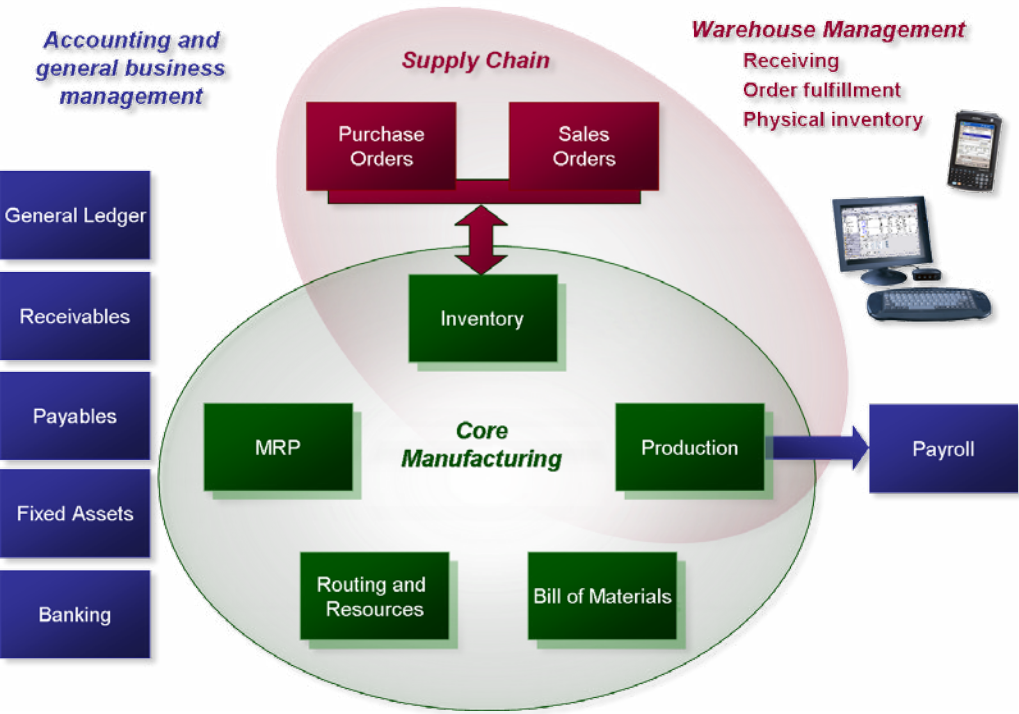 Accounting and
general business
management
Supply Chain
Warehouse Management
Receiving
Order fulfillment
Physical inventory
Purchase
Orders
Sales
Orders
General Ledger
Receivables
Payables
Fixed Assets
Banking
Inventory
MRP
Core
Manufacturing
Production
Payroll
Routing and
Resources
Bill of Materials